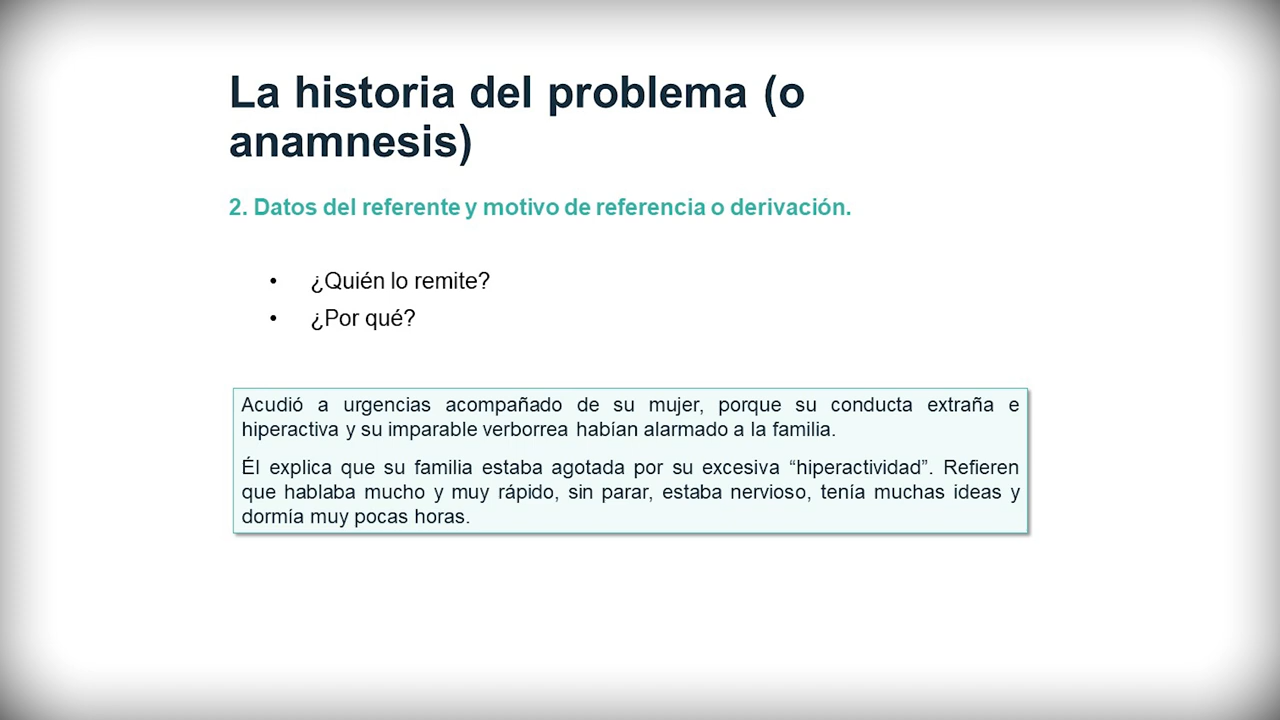 La historia del problema (o
anamnesis)
2. Datos del referente y motivo de referencia o derivación.
• ¿Quién lo remite?
• ¿Por qué?
Acudió a urgencias acompañado de su mujer, porque su conducta extraña e
hiperactiva y su imparable verborrea habían alarmado a la familia.
Él explica que su familia estaba agotada por su excesiva “hiperactividad”. Refieren
que hablaba mucho y muy rápido, sin parar, estaba nervioso, tenía muchas ideas y
dormía muy pocas horas.